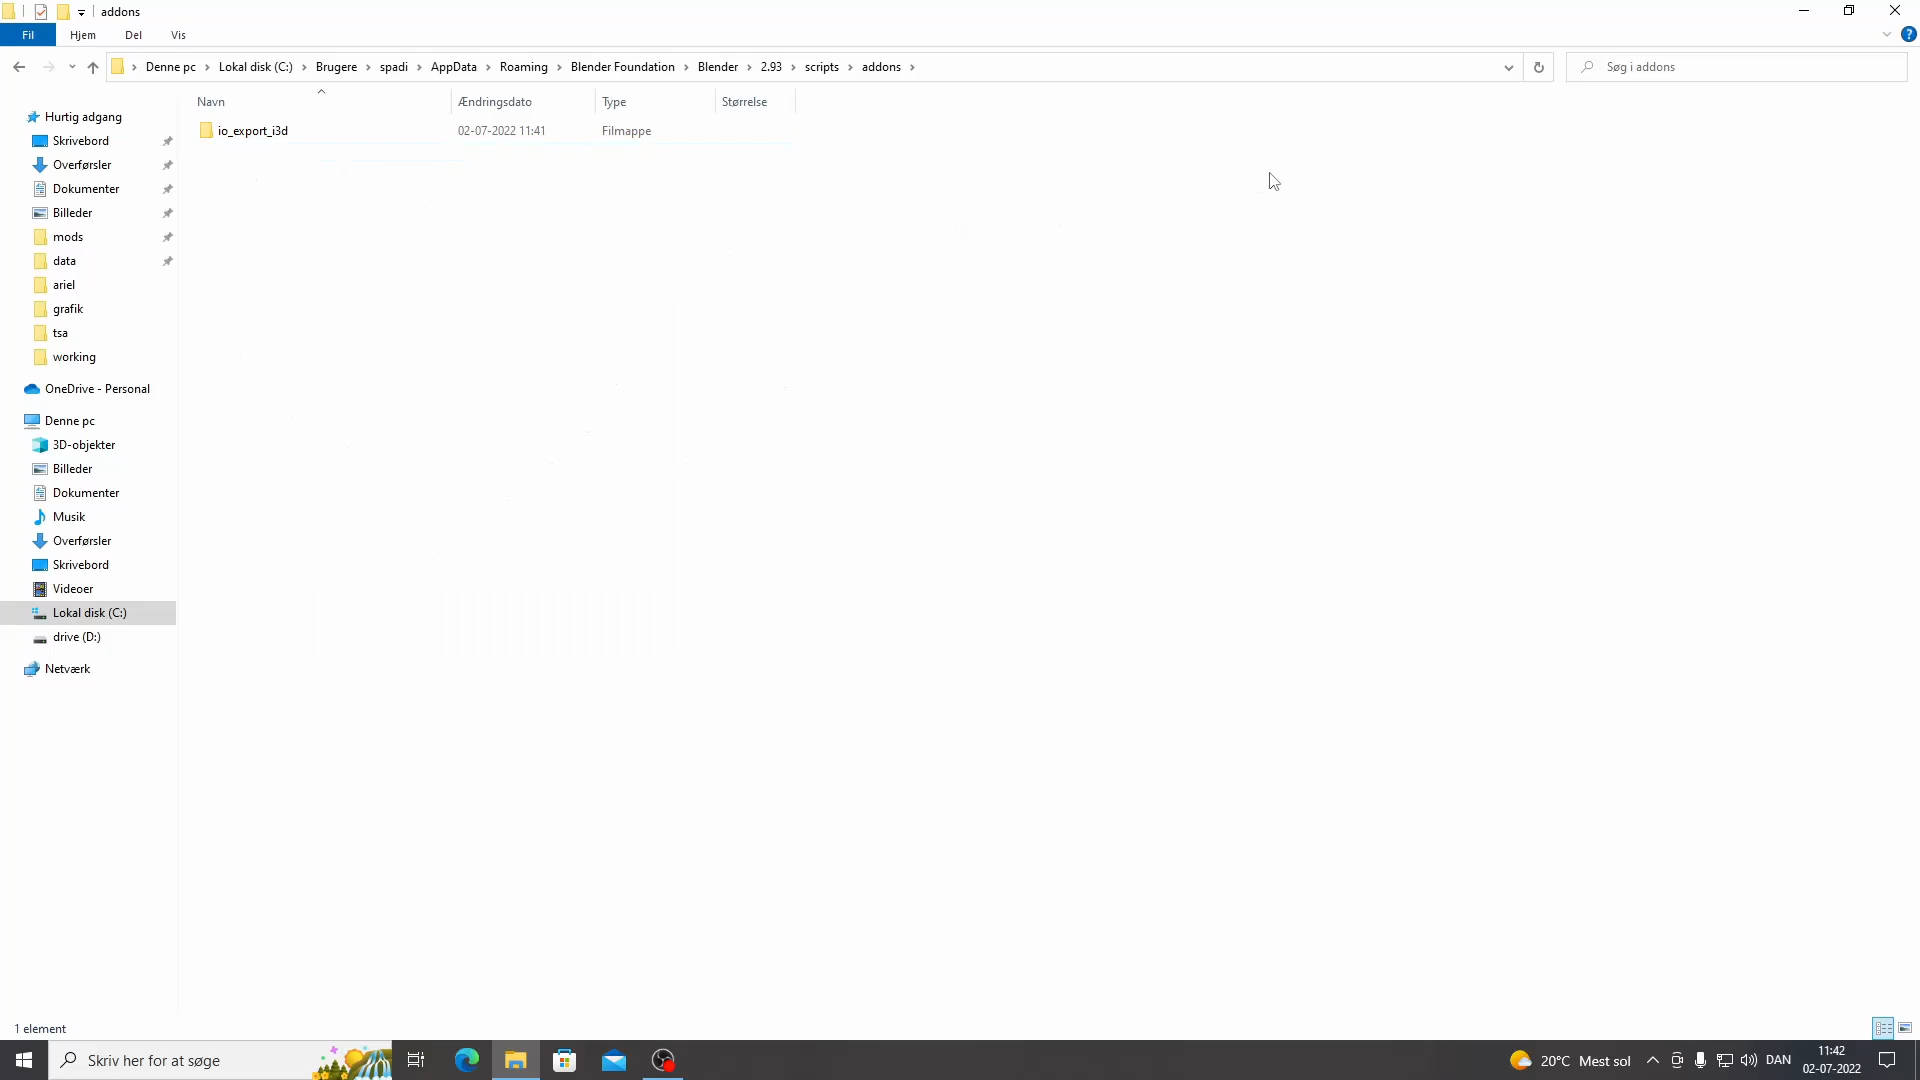 addons
Fil Hjem Del Vis
Denne pc Lokal disk (C:) Brugere spadi AppData Roaming Blender Foundation Blender 2.93 scripts addons
Søg i addons
Navn Ændringsdato Type Størrelse
io_export_i3d 02-07-2022 11:41 Filmappe
Hurtig adgang
Skrivebord
Overførsler
Dokumenter
Billeder
mods
data
ariel
grafik
tsa
working
OneDrive - Personal
Denne pc
3D-objekter
Billeder
Dokumenter
Musik
Overførsler
Skrivebord
Videoer
Lokal disk (C:)
drive (D:)
Netværk
1 element
Skriv her for at søge
20°C Mest sol
DAN
11:42
02-07-2022